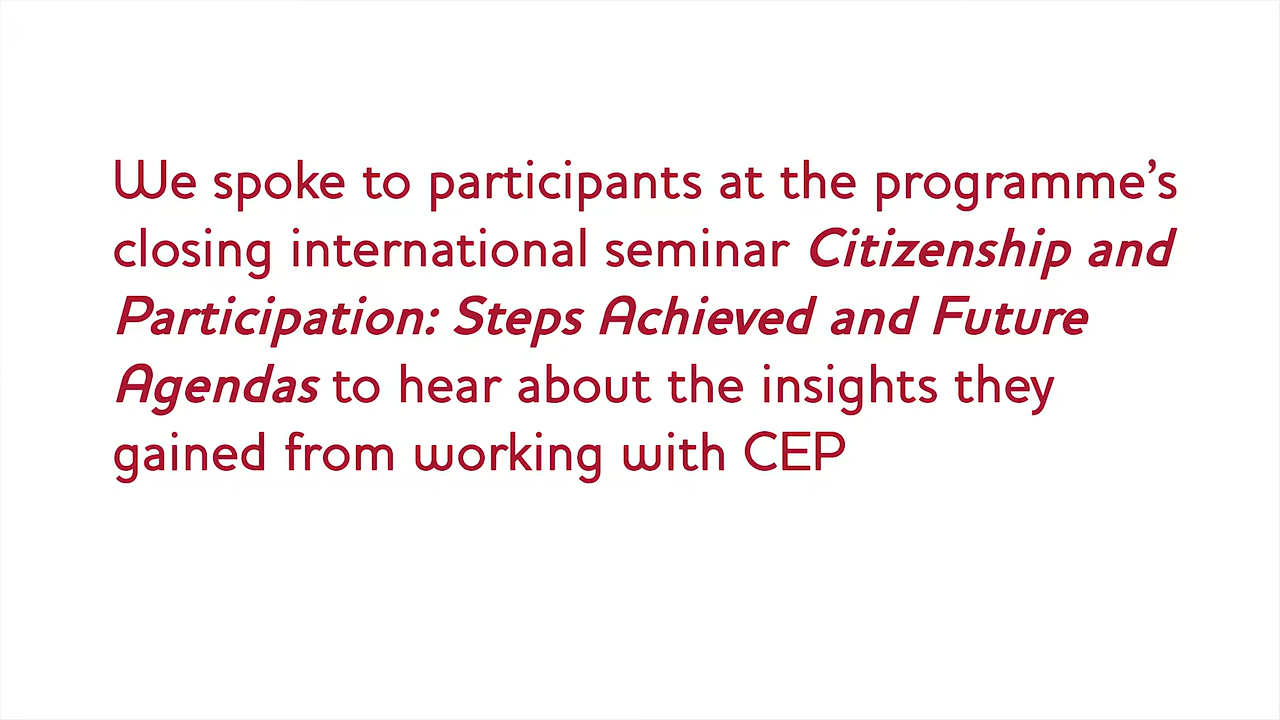 We spoke to participants at the programme’s
closing international seminar Citizenship and
Participation: Steps Achieved and Future
Agendas to hear about the insights they
gained from working with CEP